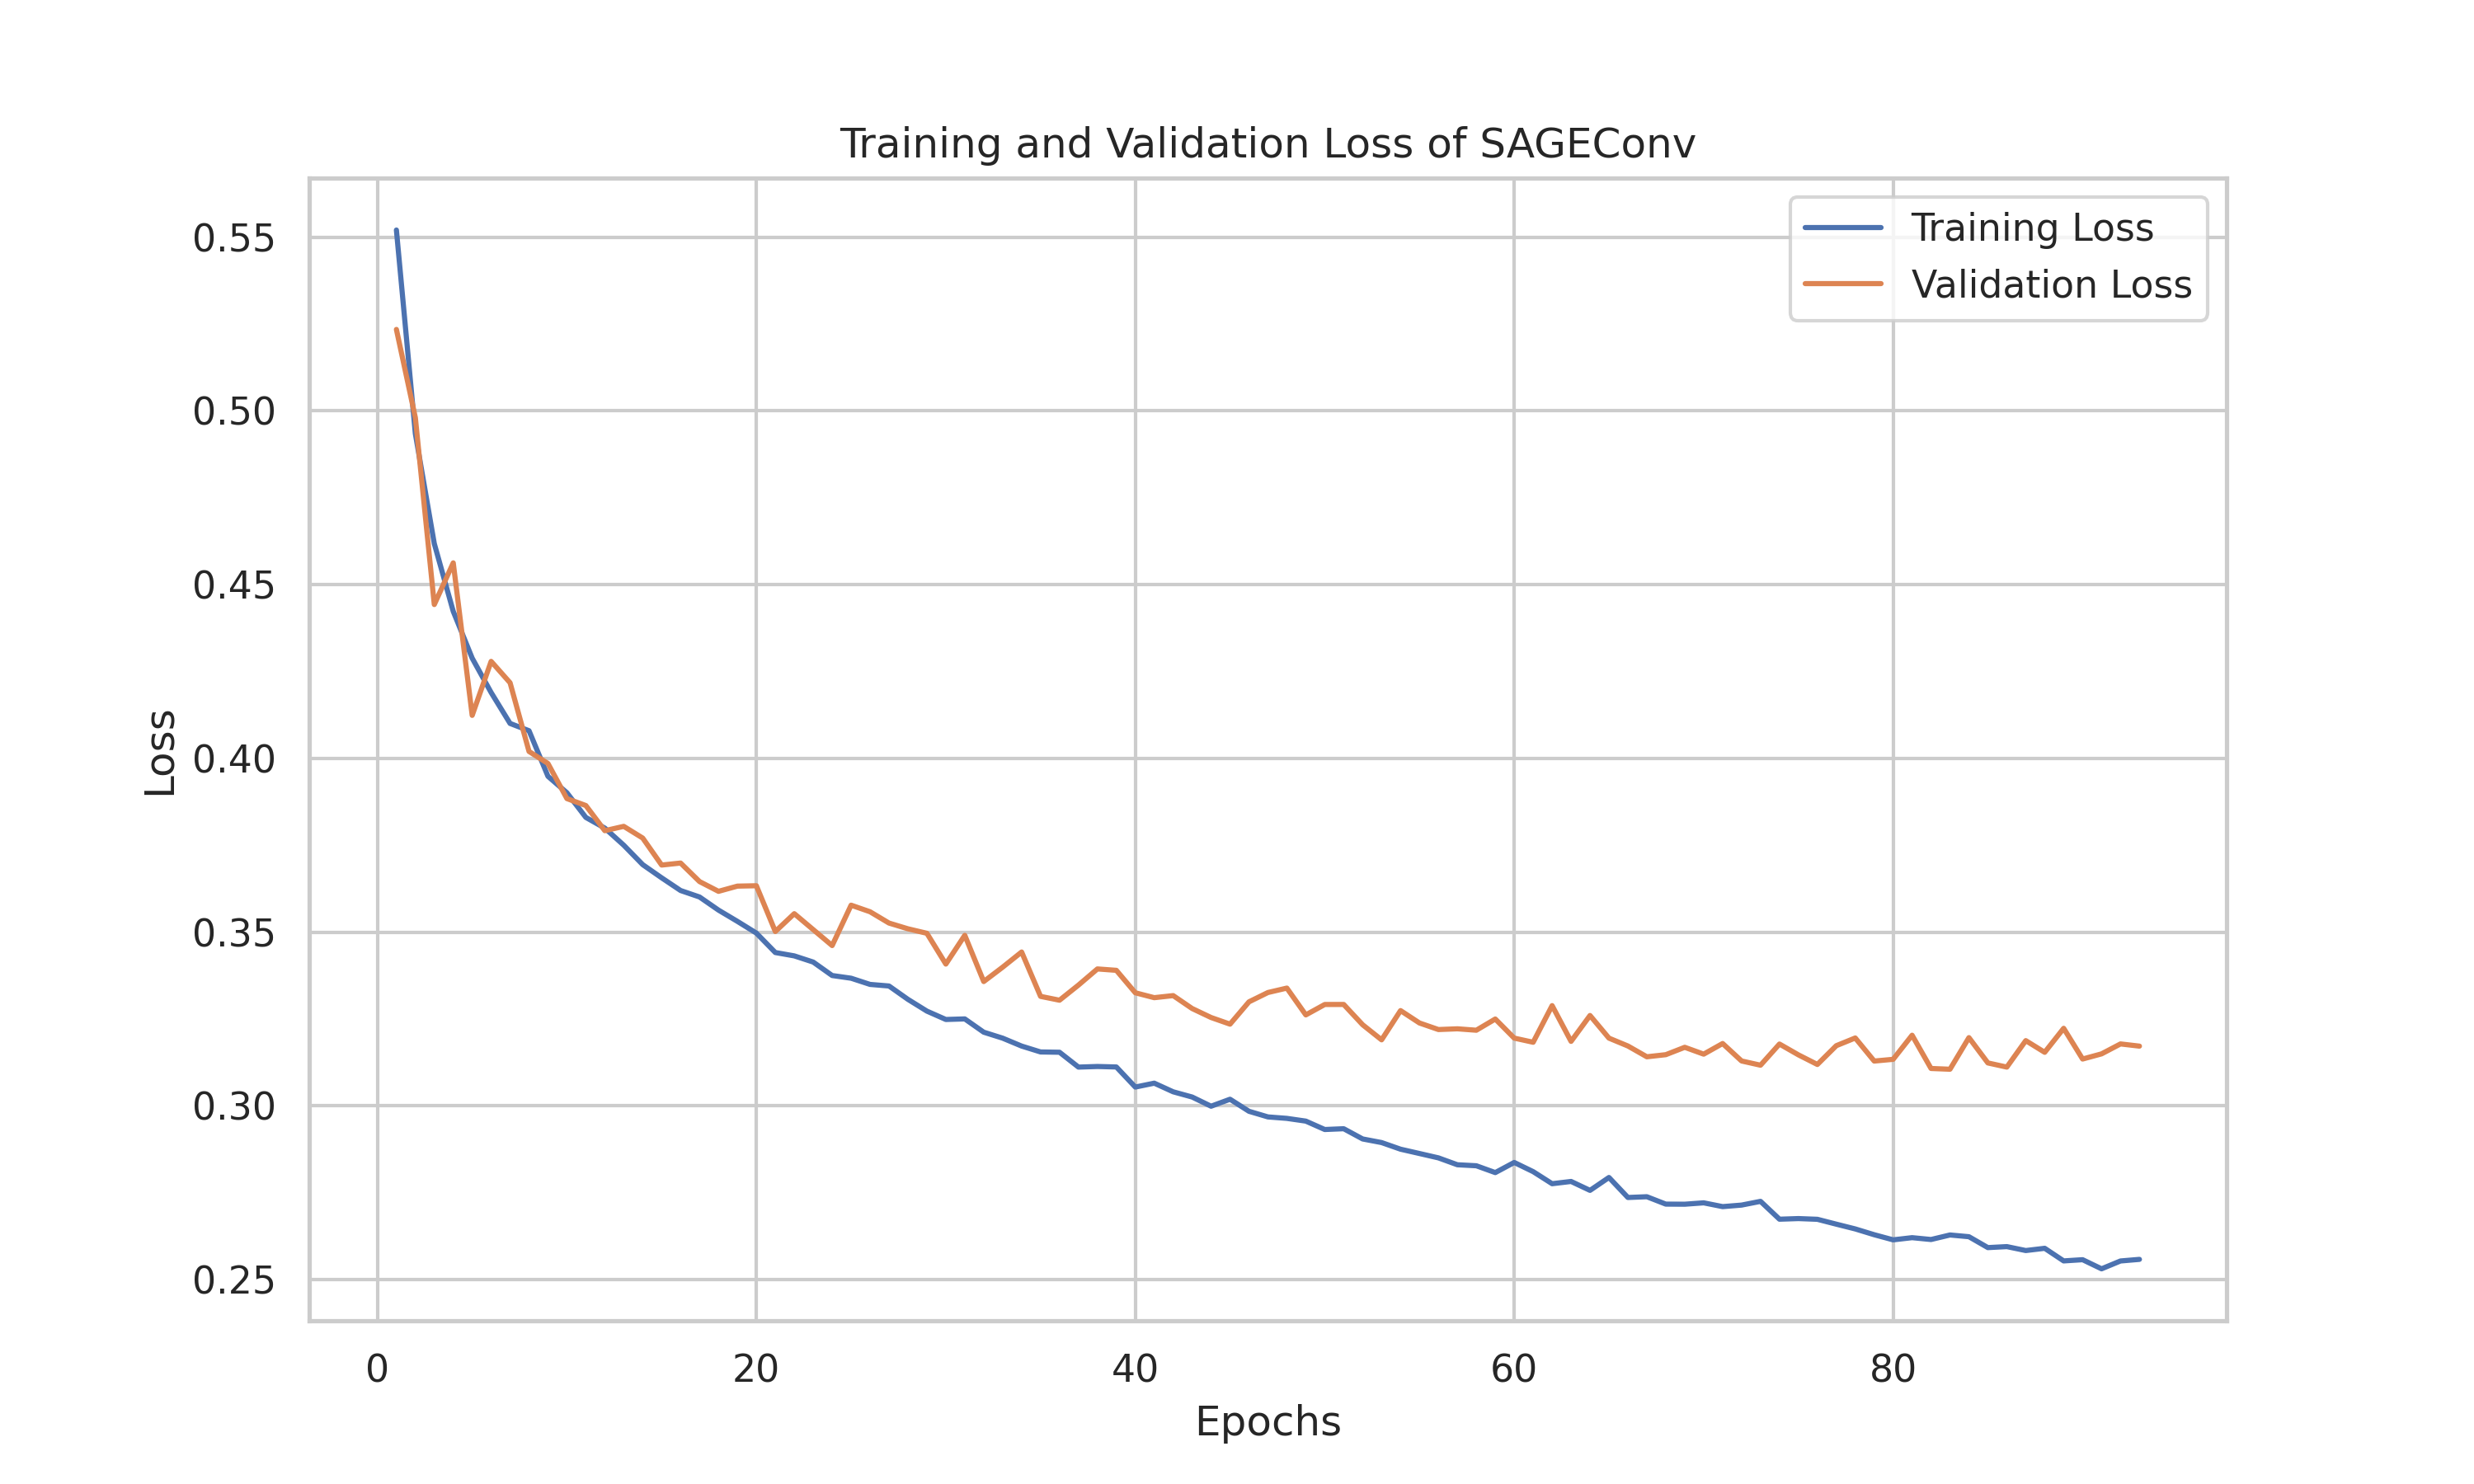 Training and Validation Loss of SAGEConv
Training Loss
Validation Loss
Loss
0.55
0.50
0.45
0.40
0.35
0.30
0.25
0 20 40 60 80
Epochs